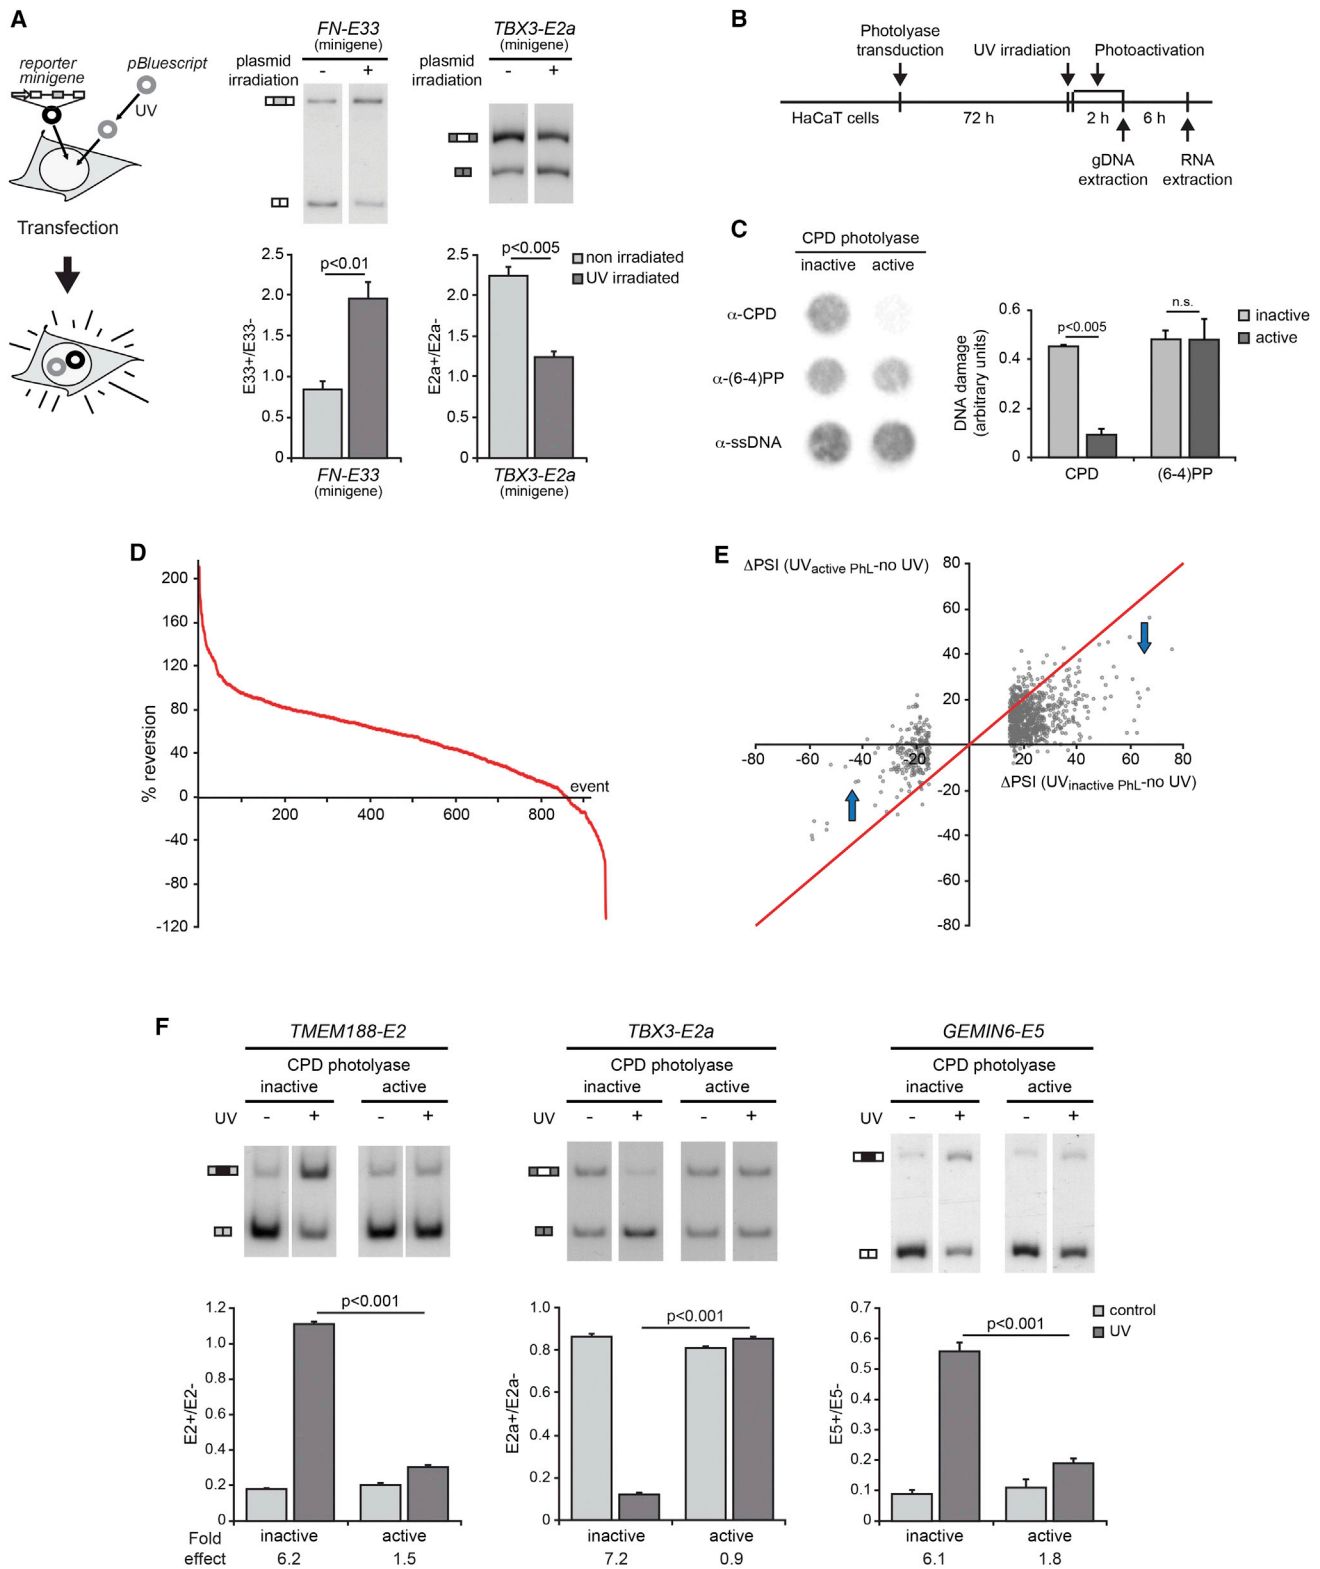 A
reporter
minigene
pBluescript
UV
Transfection
FN-E33
(minigene)
plasmid
irradiation
- +
TBX3-E2a
(minigene)
plasmid
irradiation
- +
E33+/E33-
2.5
2.0
1.5
1.0
0.5
0
p<0.01
FN-E33
(minigene)
E2a+/E2a-
2.5
2.0
1.5
1.0
0.5
0
p<0.005
TBX3-E2a
(minigene)
non irradiated
UV irradiated
B
Photolyase
transduction
UV irradiation
Photoactivation
HaCaT cells
72 h
2 h
6 h
gDNA
extraction
RNA
extraction
C
CPD photolyase
inactive active
α-CPD
α-(6-4)PP
α-ssDNA
DNA damage
(arbitrary units)
0.6
0.4
0.2
0
p<0.005
n.s.
CPD
(6-4)PP
inactive
active
D
% reversion
200
160
120
80
40
0
-40
-80
-120
200 400 600 800
event
E
ΔPSI (UVactive PhL-no UV)
80
60
40
20
-20
-40
-60
-80
-80 -60 -40 -20 0 20 40 60 80
ΔPSI (UVinactive PhL-no UV)
F
TMEM188-E2
CPD photolyase
inactive active
UV - + - +
E2+/E2-
1.2
1.0
0.8
0.6
0.4
0.2
0
p<0.001
inactive active
Fold
effect
6.2 1.5
TBX3-E2a
CPD photolyase
inactive active
UV - + - +
E2a+/E2a-
1.0
0.8
0.6
0.4
0.2
0
p<0.001
inactive active
7.2 0.9
GEMIN6-E5
CPD photolyase
inactive active
UV - + - +
E5+/E5-
0.7
0.6
0.5
0.4
0.3
0.2
0.1
0
p<0.001
control
UV
inactive active
6.1 1.8